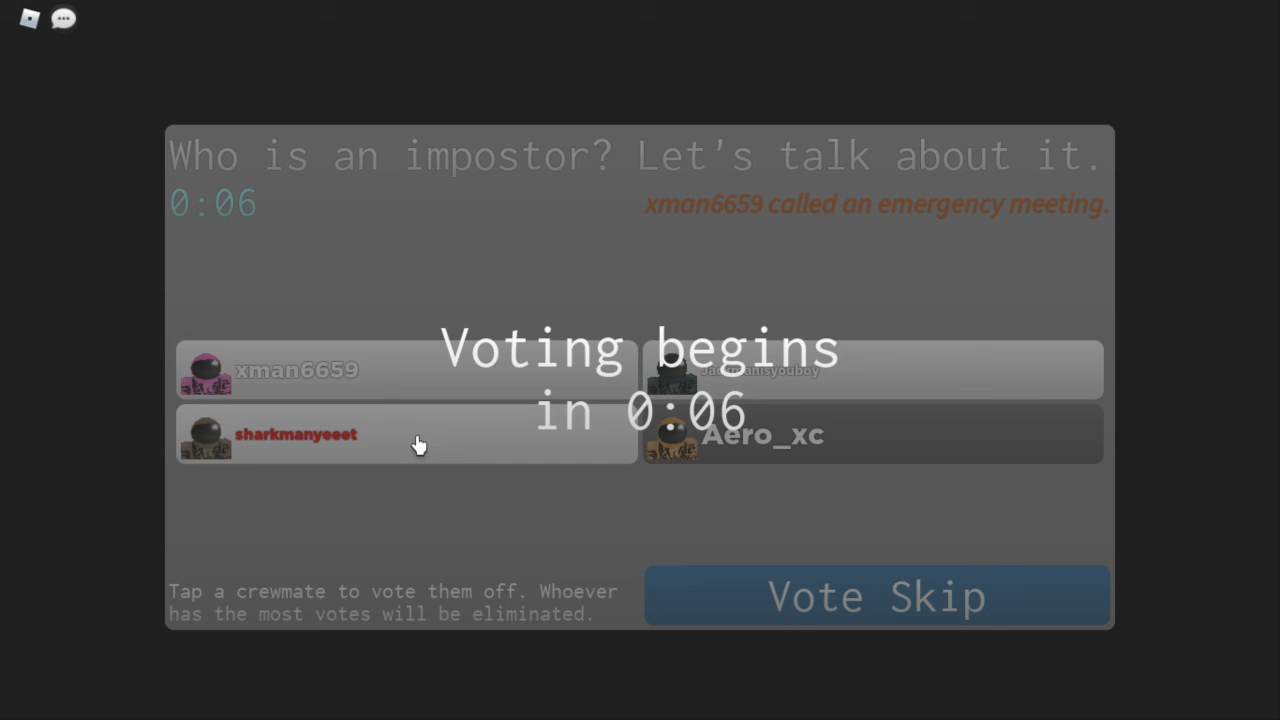 Who is an impostor? Let's talk about it.
0:06
xman6659 called an emergency meeting.
Voting begins
in 0:06
xman6659
sharkmanyeeet
Aero_xc
Tap a crewmate to vote them off. Whoever
has the most votes will be eliminated.
Vote Skip